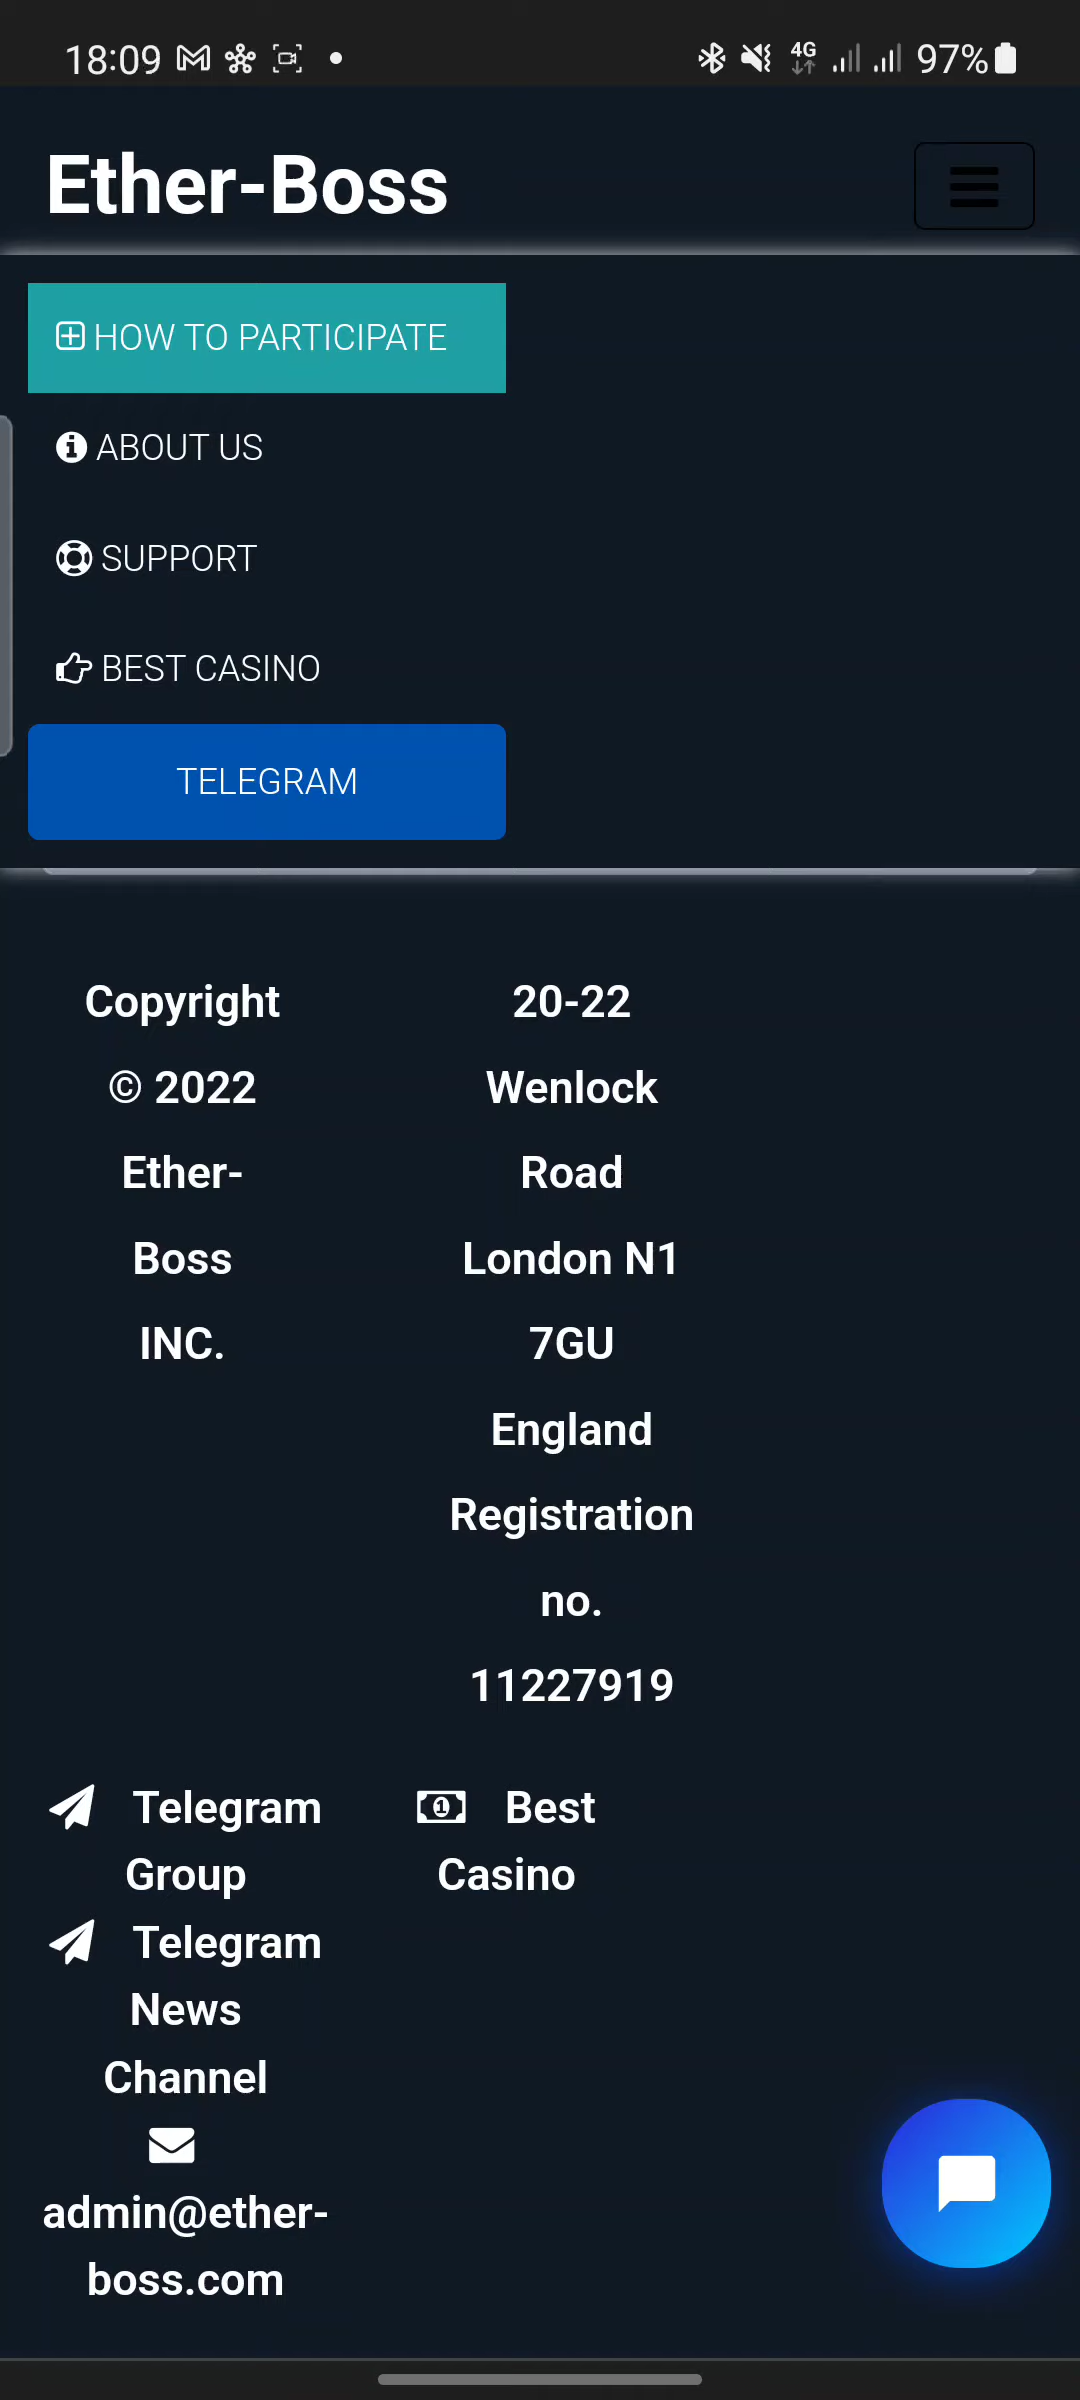 18:09
4G
97%
Ether-Boss
HOW TO PARTICIPATE
ABOUT US
SUPPORT
BEST CASINO
TELEGRAM
Copyright
© 2022
Ether-
Boss
INC.
20-22
Wenlock
Road
London N1
7GU
England
Registration
no.
11227919
Telegram
Group
Telegram
News
Channel
admin@ether-
boss.com
Best
Casino